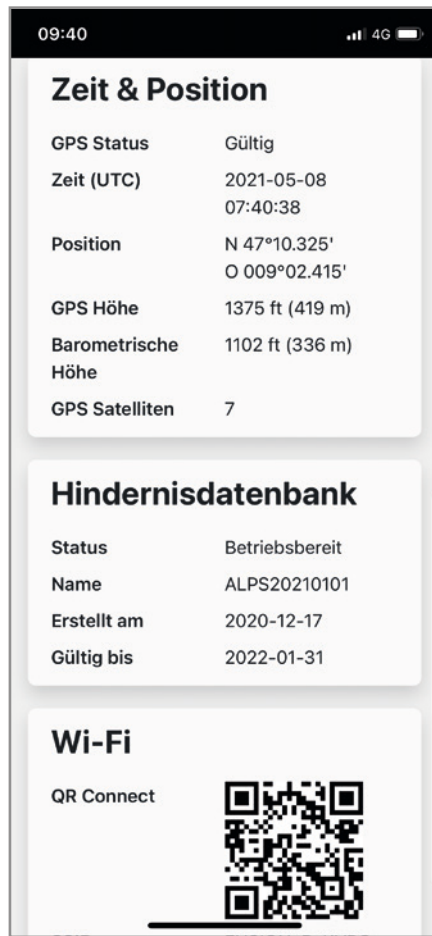 09:40 4G
Zeit & Position
GPS Status Gültig
Zeit (UTC) 2021-05-08
07:40:38
Position N 47°10.325'
O 009°02.415'
GPS Höhe 1375 ft (419 m)
Barometrische 1102 ft (336 m)
Höhe
GPS Satelliten 7
Hindernisdatenbank
Status Betriebsbereit
Name ALPS20210101
Erstellt am 2020-12-17
Gültig bis 2022-01-31
Wi-Fi
QR Connect